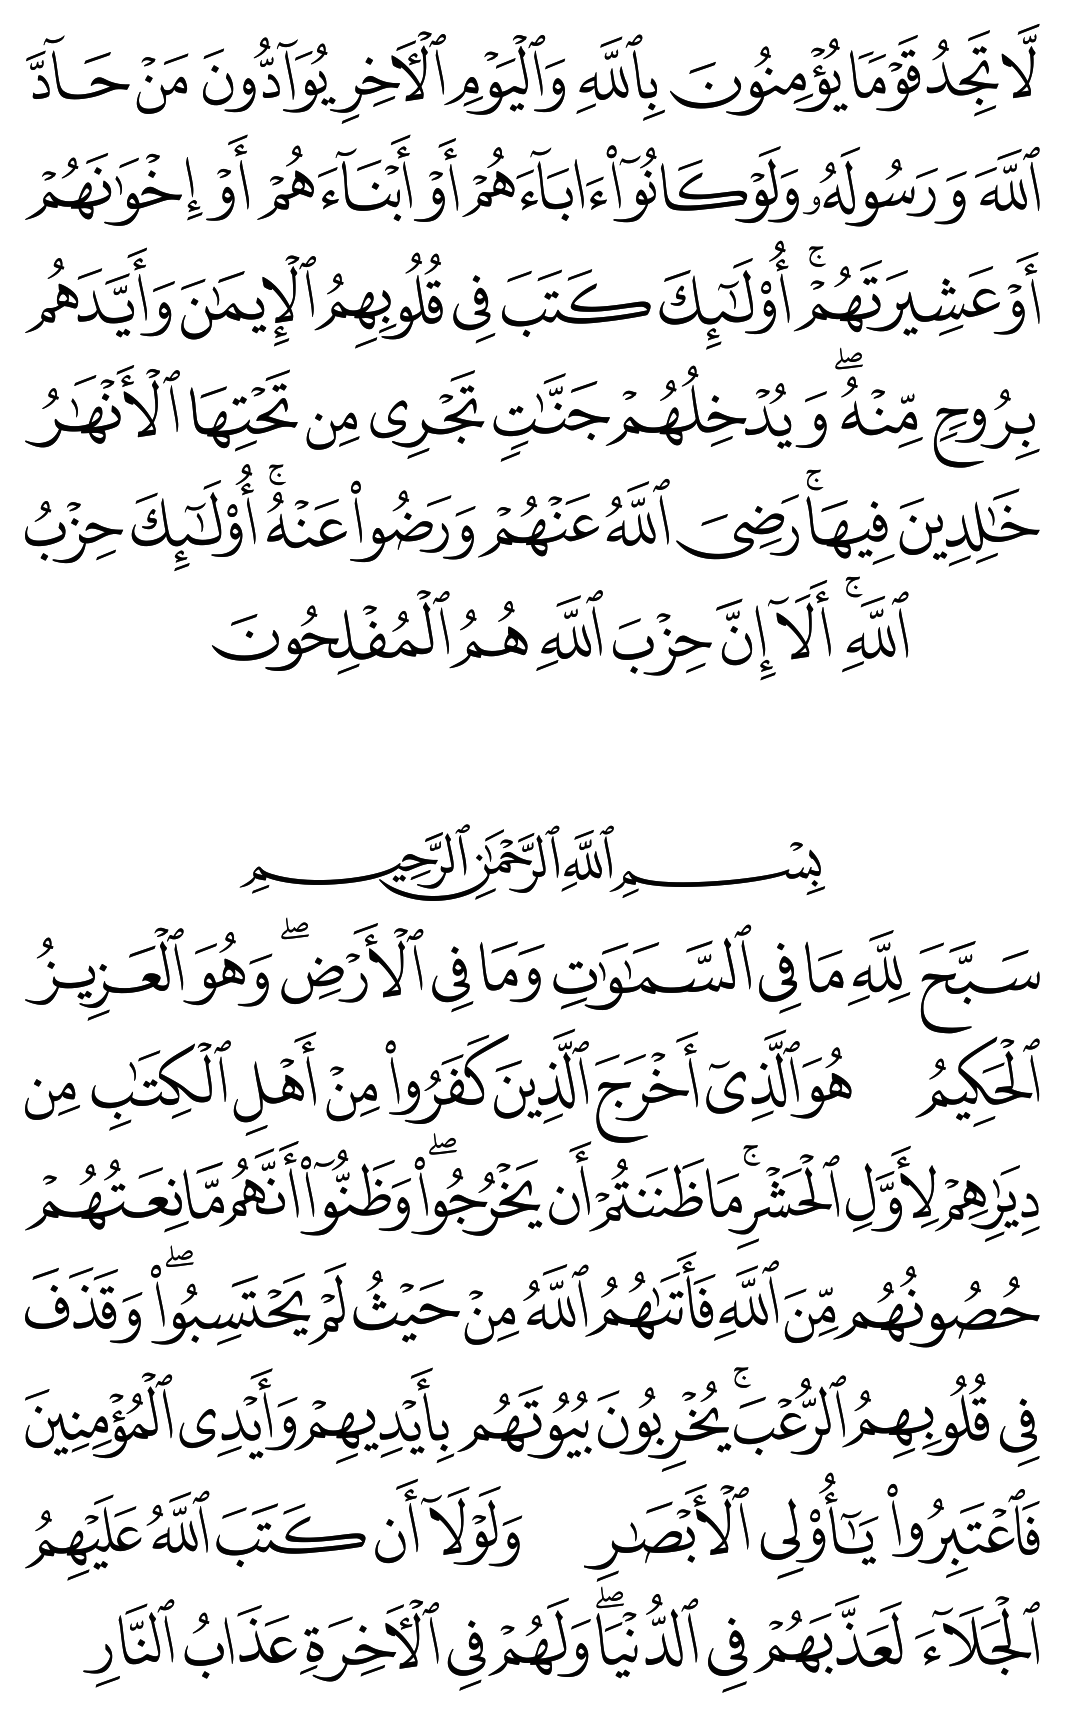 لَّا تَجِدُ قَوْمًا يُؤْمِنُونَ بِٱللَّهِ وَٱلْيَوْمِ ٱلْأَخِرِ يُوَآدُّونَ مَنْ حَآدَّ
ٱللَّهَ وَرَسُولَهُۥ وَلَوْ كَانُوٓا۟ ءَابَآءَهُمْ أَوْ أَبْنَآءَهُمْ أَوْ إِخْوَٰنَهُمْ
أَوْ عَشِيرَتَهُمْ ۚ أُو۟لَـٰٓئِكَ كَتَبَ فِى قُلُوبِهِمُ ٱلْإِيمَـٰنَ وَأَيَّدَهُم
بِرُوحٍ مِّنْهُ ۖ وَيُدْخِلُهُمْ جَنَّـٰتٍ تَجْرِى مِن تَحْتِهَا ٱلْأَنْهَـٰرُ
خَـٰلِدِينَ فِيهَا ۚ رَضِىَ ٱللَّهُ عَنْهُمْ وَرَضُوا۟ عَنْهُ ۚ أُو۟لَـٰٓئِكَ حِزْبُ
ٱللَّهِ ۚ أَلَآ إِنَّ حِزْبَ ٱللَّهِ هُمُ ٱلْمُفْلِحُونَ
بِسْمِ ٱللَّهِ ٱلرَّحْمَـٰنِ ٱلرَّحِيمِ
سَبَّحَ لِلَّهِ مَا فِى ٱلسَّمَـٰوَٰتِ وَمَا فِى ٱلْأَرْضِ ۖ وَهُوَ ٱلْعَزِيزُ
ٱلْحَكِيمُ هُوَ ٱلَّذِىٓ أَخْرَجَ ٱلَّذِينَ كَفَرُوا۟ مِنْ أَهْلِ ٱلْكِتَـٰبِ مِن
دِيَـٰرِهِمْ لِأَوَّلِ ٱلْحَشْرِ ۚ مَا ظَنَنتُمْ أَن يَخْرُجُوا۟ ۖ وَظَنُّوٓا۟ أَنَّهُم مَّانِعَتُهُمْ
حُصُونُهُم مِّنَ ٱللَّهِ فَأَتَىٰهُمُ ٱللَّهُ مِنْ حَيْثُ لَمْ يَحْتَسِبُوا۟ ۖ وَقَذَفَ
فِى قُلُوبِهِمُ ٱلرُّعْبَ ۚ يُخْرِبُونَ بُيُوتَهُم بِأَيْدِيهِمْ وَأَيْدِى ٱلْمُؤْمِنِينَ
فَٱعْتَبِرُوا۟ يَـٰٓأُو۟لِى ٱلْأَبْصَـٰرِ وَلَوْلَآ أَن كَتَبَ ٱللَّهُ عَلَيْهِمُ
ٱلْجَلَآءَ لَعَذَّبَهُمْ فِى ٱلدُّنْيَا ۖ وَلَهُمْ فِى ٱلْأَخِرَةِ عَذَابُ ٱلنَّارِ